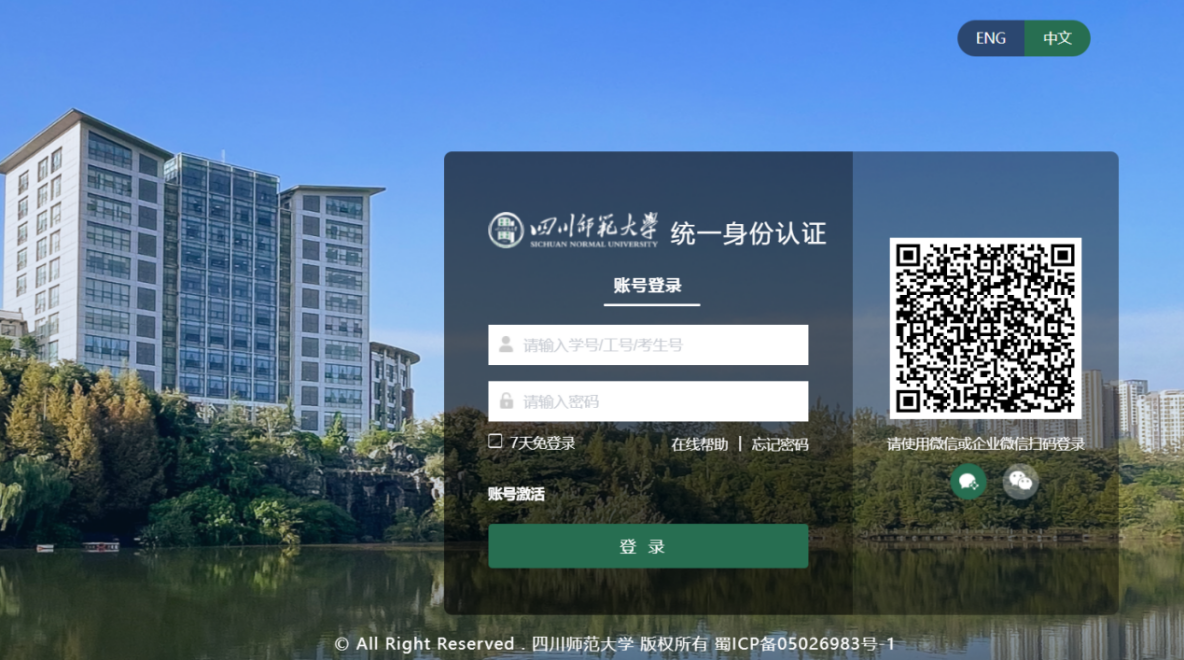 ENG 中文
四川师范大学 统一身份认证
SICHUAN NORMAL UNIVERSITY
账号登录
请输入学号/工号/考生号
请输入密码
7天免登录 在线帮助 | 忘记密码
账号激活
登 录
请使用微信或企业微信扫码登录
© All Right Reserved . 四川师范大学 版权所有 蜀ICP备05026983号-1